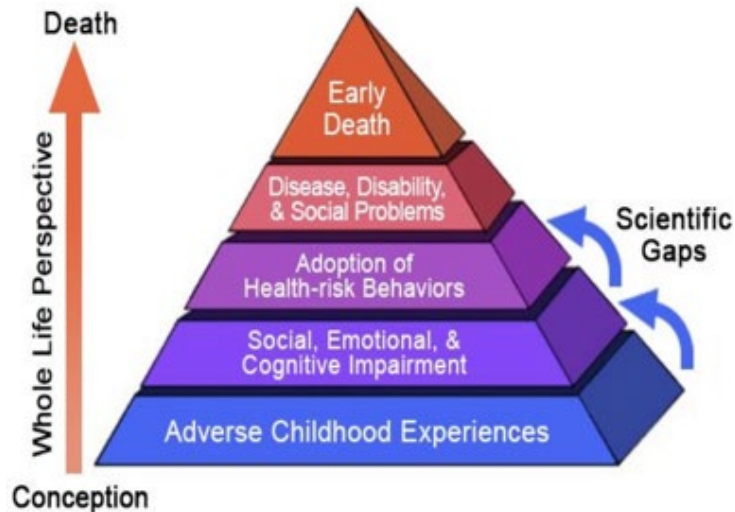 Death
Whole Life Perspective
Conception
Early
Death
Disease, Disability,
& Social Problems
Adoption of
Health-risk Behaviors
Social, Emotional, &
Cognitive Impairment
Adverse Childhood Experiences
Scientific
Gaps